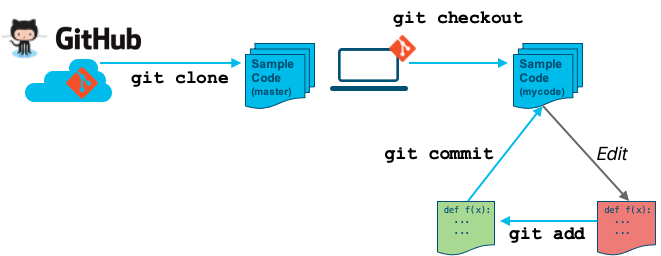 git checkout
GitHub
git clone
Sample
Code
(master)
Sample
Code
(mycode)
git commit
Edit
def f(x):
...
...
git add
def f(x):
...
...